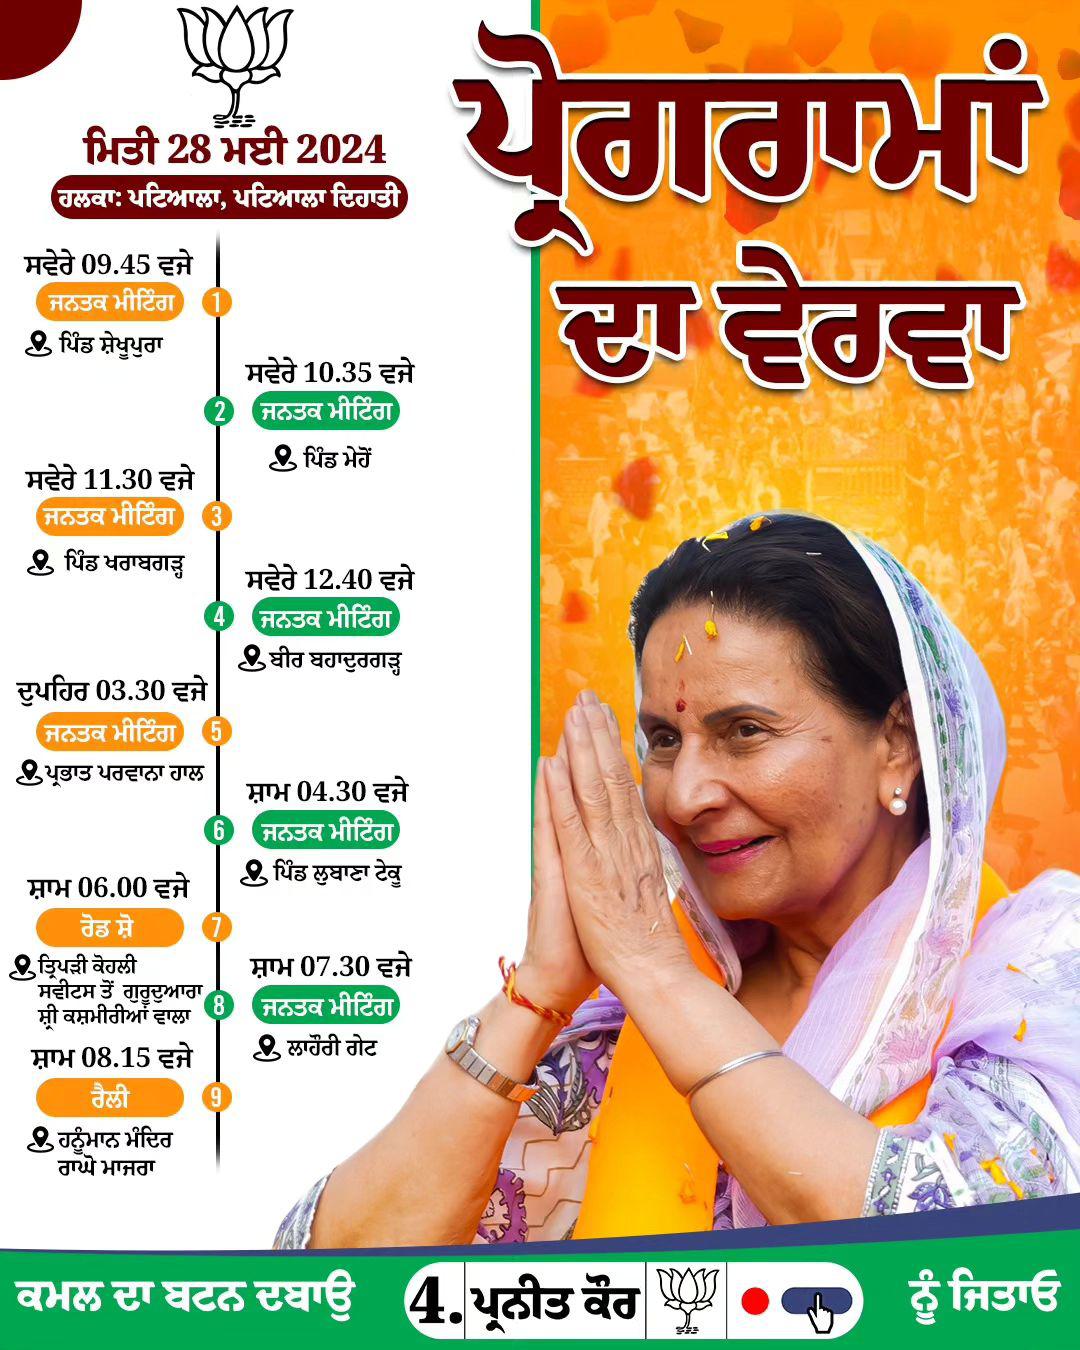 ਪ੍ਰੋਗਰਾਮਾਂ
ਦਾ ਵੇਰਵਾ
ਮਿਤੀ 28 ਮਈ 2024
ਹਲਕਾ: ਪਟਿਆਲਾ, ਪਟਿਆਲਾ ਦਿਹਾਤੀ
ਸਵੇਰੇ 09.45 ਵਜੇ
ਜਨਤਕ ਮੀਟਿੰਗ 1
ਪਿੰਡ ਸ਼ੇਖੂਪੁਰਾ
ਸਵੇਰੇ 10.35 ਵਜੇ
2 ਜਨਤਕ ਮੀਟਿੰਗ
ਪਿੰਡ ਮੇਹੋਂ
ਸਵੇਰੇ 11.30 ਵਜੇ
ਜਨਤਕ ਮੀਟਿੰਗ 3
ਪਿੰਡ ਖਰਾਬਗੜ੍ਹ
ਸਵੇਰੇ 12.40 ਵਜੇ
4 ਜਨਤਕ ਮੀਟਿੰਗ
ਬੀਰ ਬਹਾਦੁਰਗੜ੍ਹ
ਦੁਪਹਿਰ 03.30 ਵਜੇ
ਜਨਤਕ ਮੀਟਿੰਗ 5
ਪ੍ਰਭਾਤ ਪਰਵਾਨਾ ਹਾਲ
ਸ਼ਾਮ 04.30 ਵਜੇ
6 ਜਨਤਕ ਮੀਟਿੰਗ
ਪਿੰਡ ਲੁਬਾਣਾ ਟੇਕੂ
ਸ਼ਾਮ 06.00 ਵਜੇ
ਰੋਡ ਸ਼ੋ 7
ਤ੍ਰਿਪੜੀ ਕੋਹਲੀ
ਸਵੀਟਸ ਤੋਂ ਗੁਰੂਦੁਆਰਾ
ਸ਼੍ਰੀ ਕਸ਼ਮੀਰੀਆਂ ਵਾਲਾ
ਸ਼ਾਮ 07.30 ਵਜੇ
8 ਜਨਤਕ ਮੀਟਿੰਗ
ਲਾਹੌਰੀ ਗੇਟ
ਸ਼ਾਮ 08.15 ਵਜੇ
ਰੈਲੀ 9
ਹਨੂੰਮਾਨ ਮੰਦਿਰ
ਰਾਘੋ ਮਾਜਰਾ
ਕਮਲ ਦਾ ਬਟਨ ਦਬਾਉ 4. ਪ੍ਰਨੀਤ ਕੌਰ ਨੂੰ ਜਿਤਾਓ